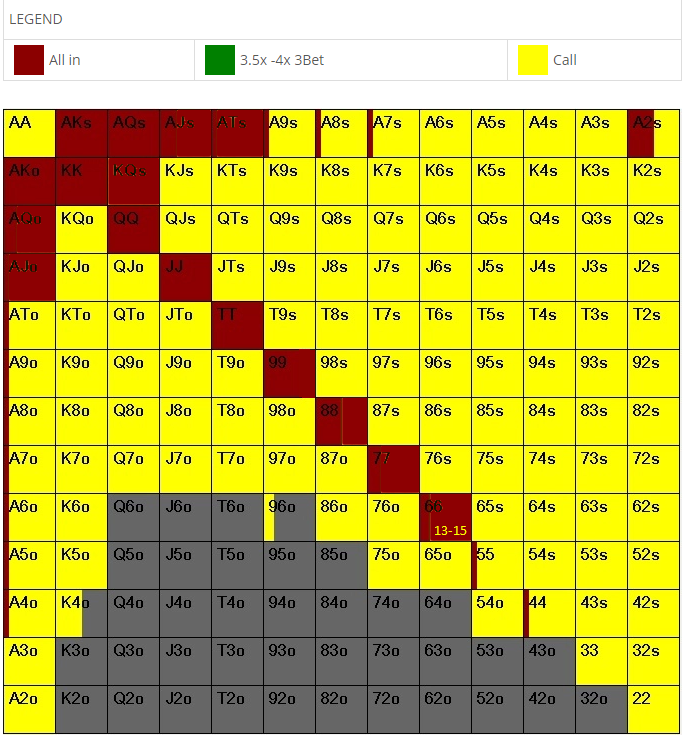 LEGEND
All in 3.5x -4x 3Bet Call
AA AKs AQs AJs ATs A9s A8s A7s A6s A5s A4s A3s A2s
AKo KK KQs KJs KTs K9s K8s K7s K6s K5s K4s K3s K2s
AQo KQo QQ QJs QTs Q9s Q8s Q7s Q6s Q5s Q4s Q3s Q2s
AJo KJo QJo JJ JTs J9s J8s J7s J6s J5s J4s J3s J2s
ATo KTo QTo JTo TT T9s T8s T7s T6s T5s T4s T3s T2s
A9o K9o Q9o J9o T9o 99 98s 97s 96s 95s 94s 93s 92s
A8o K8o Q8o J8o T8o 98o 88 87s 86s 85s 84s 83s 82s
A7o K7o Q7o J7o T7o 97o 87o 77 76s 75s 74s 73s 72s
A6o K6o Q6o J6o T6o 96o 86o 76o 66 65s 64s 63s 62s
13-15
A5o K5o Q5o J5o T5o 95o 85o 75o 65o 55 54s 53s 52s
A4o K4o Q4o J4o T4o 94o 84o 74o 64o 54o 44 43s 42s
A3o K3o Q3o J3o T3o 93o 83o 73o 63o 53o 43o 33 32s
A2o K2o Q2o J2o T2o 92o 82o 72o 62o 52o 42o 32o 22